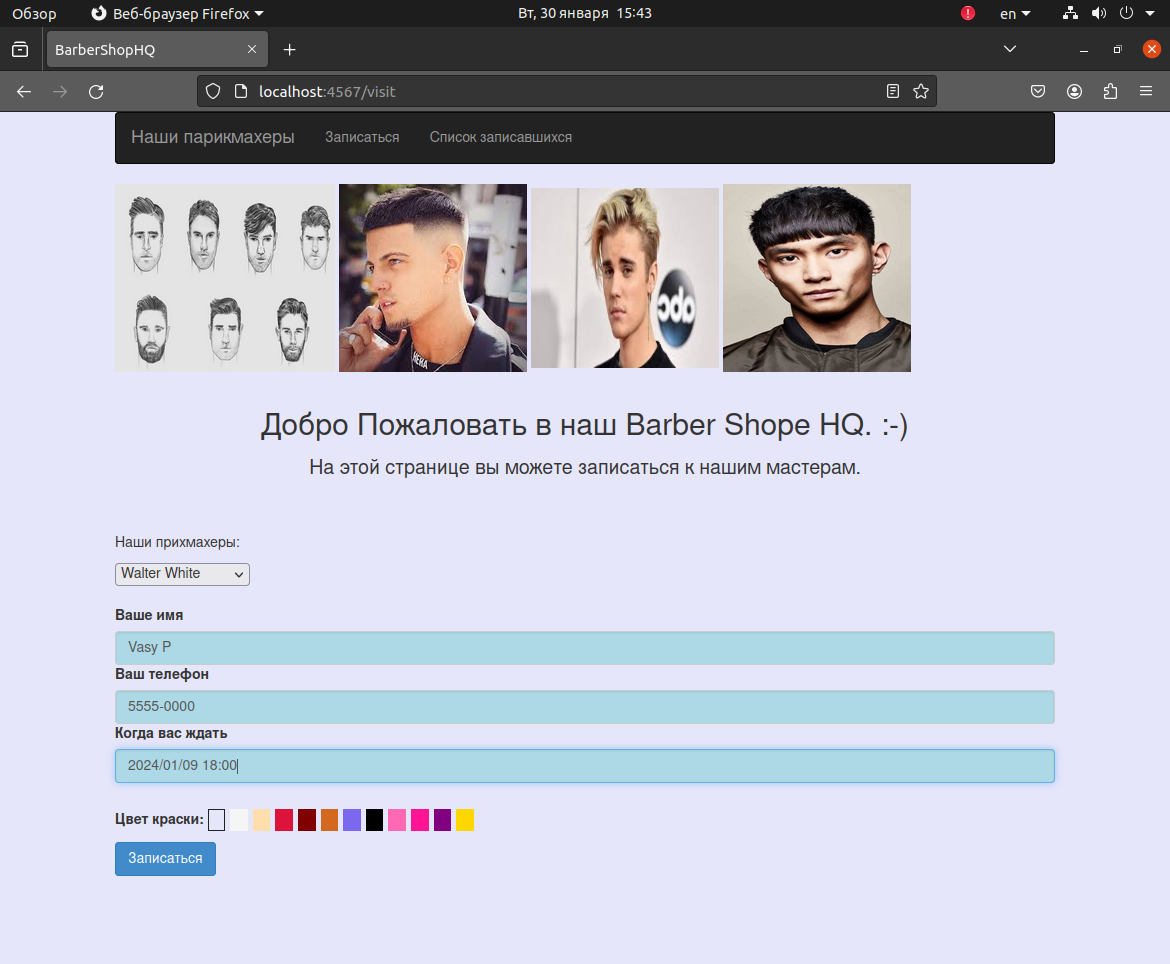 Обзор Веб-браузер Firefox Вт, 30 января 15:43 en
BarberShopHQ
localhost:4567/visit
Наши парикмахеры Записаться Список записавшихся
abc
Добро Пожаловать в наш Barber Shope HQ. :-)
На этой странице вы можете записаться к нашим мастерам.
Наши прихмахеры:
Walter White
Ваше имя
Vasy P
Ваш телефон
5555-0000
Когда вас ждать
2024/01/09 18:00
Цвет краски:
Записаться